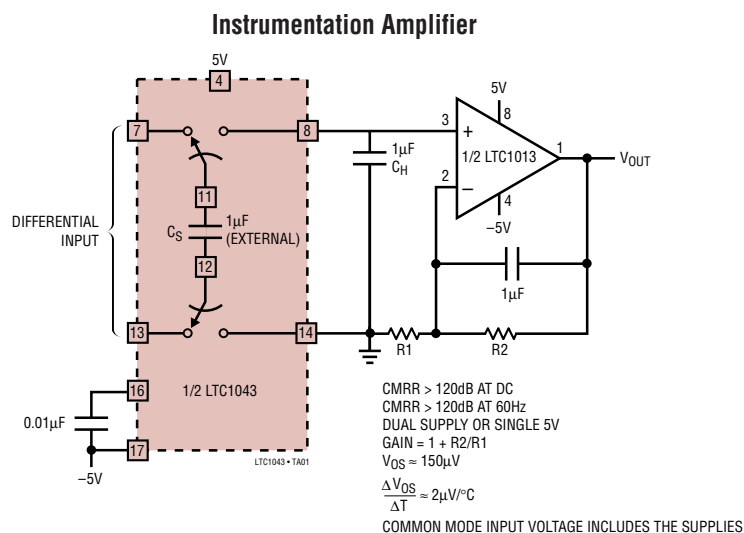 Instrumentation Amplifier
5V
4
7
8
11
CS
1µF
(EXTERNAL)
12
DIFFERENTIAL
INPUT
13
14
16
1/2 LTC1043
0.01µF
17
–5V
LTC1043 • TA01
1µF
CH
5V
8
3
+
1/2 LTC1013
1
VOUT
2
–
4
–5V
1µF
R1
R2
CMRR > 120dB AT DC
CMRR > 120dB AT 60Hz
DUAL SUPPLY OR SINGLE 5V
GAIN = 1 + R2/R1
VOS ≈ 150µV
∆VOS
∆T
≈ 2µV/°C
COMMON MODE INPUT VOLTAGE INCLUDES THE SUPPLIES